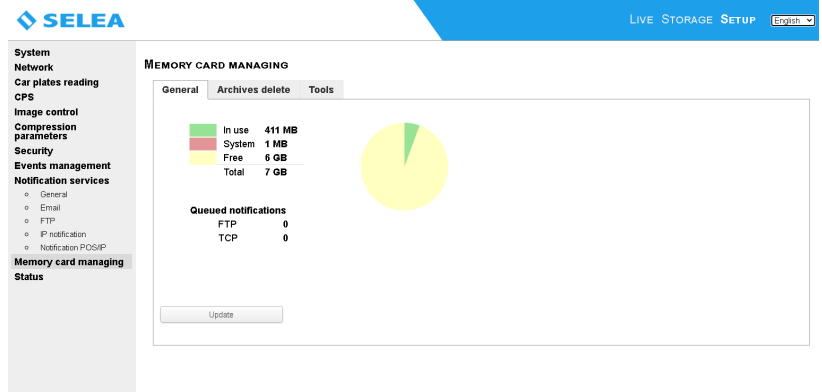 SELEA
LIVE STORAGE SETUP English
System
Network
Car plates reading
CPS
Image control
Compression
parameters
Security
Events management
Notification services
General
Email
FTP
IP notification
Notification POS/IP
Memory card managing
Status
MEMORY CARD MANAGING
General Archives delete Tools
In use 411 MB
System 1 MB
Free 6 GB
Total 7 GB
Queued notifications
FTP 0
TCP 0
Update